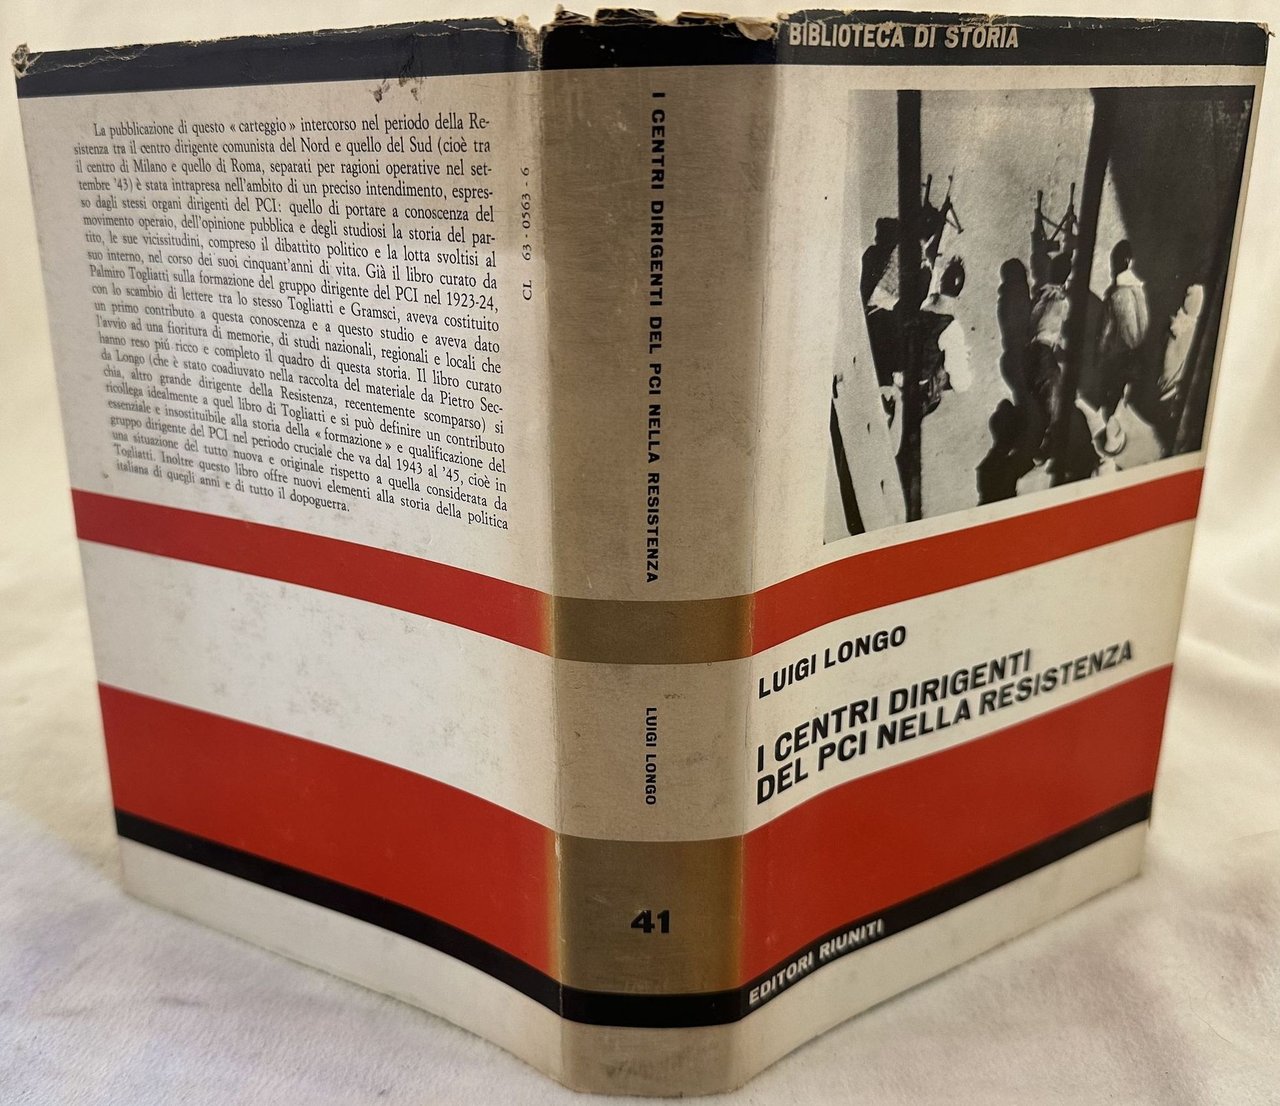 La pubblicazione di questo « carteggio » intercorso nel periodo della Re-
sistenza tra il centro dirigente comunista del Nord e quello del Sud (cioè tra
il centro di Milano e quello di Roma, separati per ragioni operative nel set-
tembre '43) è stata intrapresa nell'ambito di un preciso intendimento, espres-
so dagli stessi organi dirigenti del PCI: quello di portare a conoscenza del
movimento operaio, dell'opinione pubblica e degli studiosi la storia del par-
tito, le sue vicissitudini, compreso il dibattito politico e la lotta svoltisi al
suo interno, nel corso dei suoi cinquant'anni di vita. Già il libro curato da
Palmiro Togliatti sulla formazione del gruppo dirigente del PCI nel 1923-24,
con lo scambio di lettere tra lo stesso Togliatti e Gramsci, aveva costituito
un primo contributo a questa conoscenza e a questo studio e aveva dato
l'avvio ad una fioritura di memorie, di studi nazionali, regionali e locali che
hanno reso piú ricco e completo il quadro di questa storia. Il libro curato
da Longo (che è stato coadiuvato nella raccolta del materiale da Pietro Sec-
chia, altro grande dirigente della Resistenza, recentemente scomparso) si
ricollega idealmente a quel libro di Togliatti e si può definire un contributo
essenziale e insostituibile alla storia della « formazione » e qualificazione del
gruppo dirigente del PCI nel periodo cruciale che va dal 1943 al '45, cioè in
una situazione del tutto nuova e originale rispetto a quella considerata da
Togliatti. Inoltre questo libro offre nuovi elementi alla storia della politica
italiana di quegli anni e di tutto il dopoguerra.
CL 63 - 0563 - 6
I CENTRI DIRIGENTI DEL PCI NELLA RESISTENZA
LUIGI LONGO
41
BIBLIOTECA DI STORIA
LUIGI LONGO
I CENTRI DIRIGENTI
DEL PCI NELLA RESISTENZA
EDITORI RIUNITI